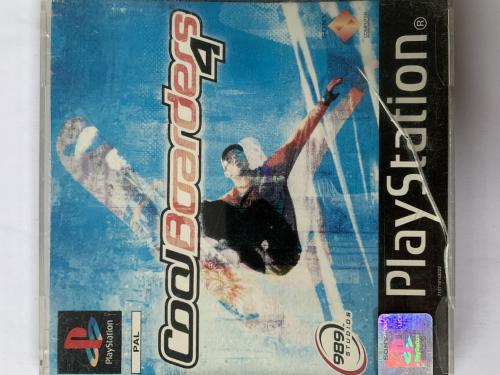 PlayStation®
CoolBoarders
4
989
STUDIOS
PlayStation
PAL